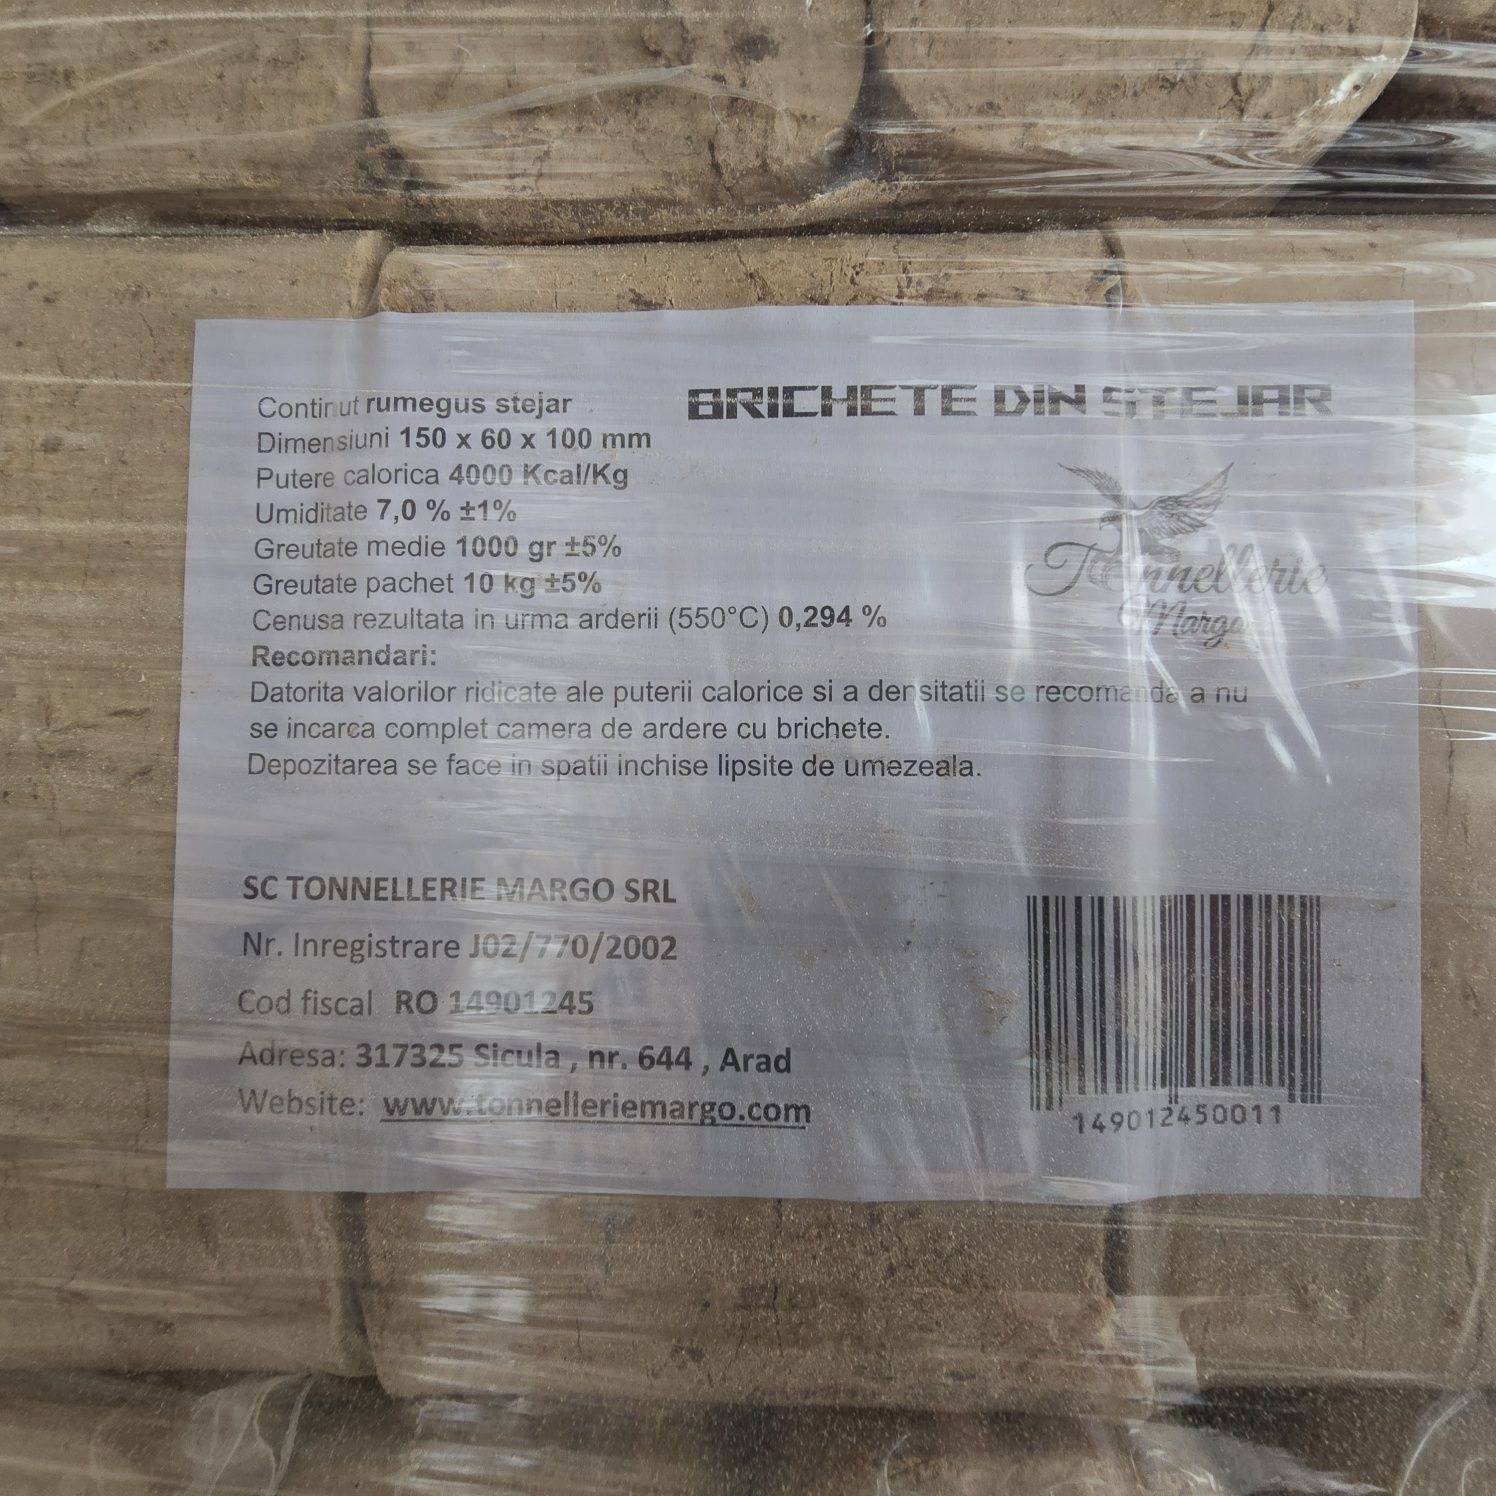 BRICHETE DIN STEJAR
Continut rumegus stejar
Dimensiuni 150 x 60 x 100 mm
Putere calorica 4000 Kcal/Kg
Umiditate 7,0 % ±1%
Greutate medie 1000 gr ±5%
Greutate pachet 10 kg ±5%
Cenusa rezultata in urma arderii (550°C) 0,294 %
Tonnellerie
Margo
Recomandari:
Datorita valorilor ridicate ale puterii calorice si a densitatii se recomanda a nu
se incarca complet camera de ardere cu brichete.
Depozitarea se face in spatii inchise lipsite de umezeala.
SC TONNELLERIE MARGO SRL
Nr. Inregistrare J02/770/2002
Cod fiscal RO 14901245
Adresa: 317325 Sicula , nr. 644 , Arad
Website: www.tonnelleriemargo.com
149012450011